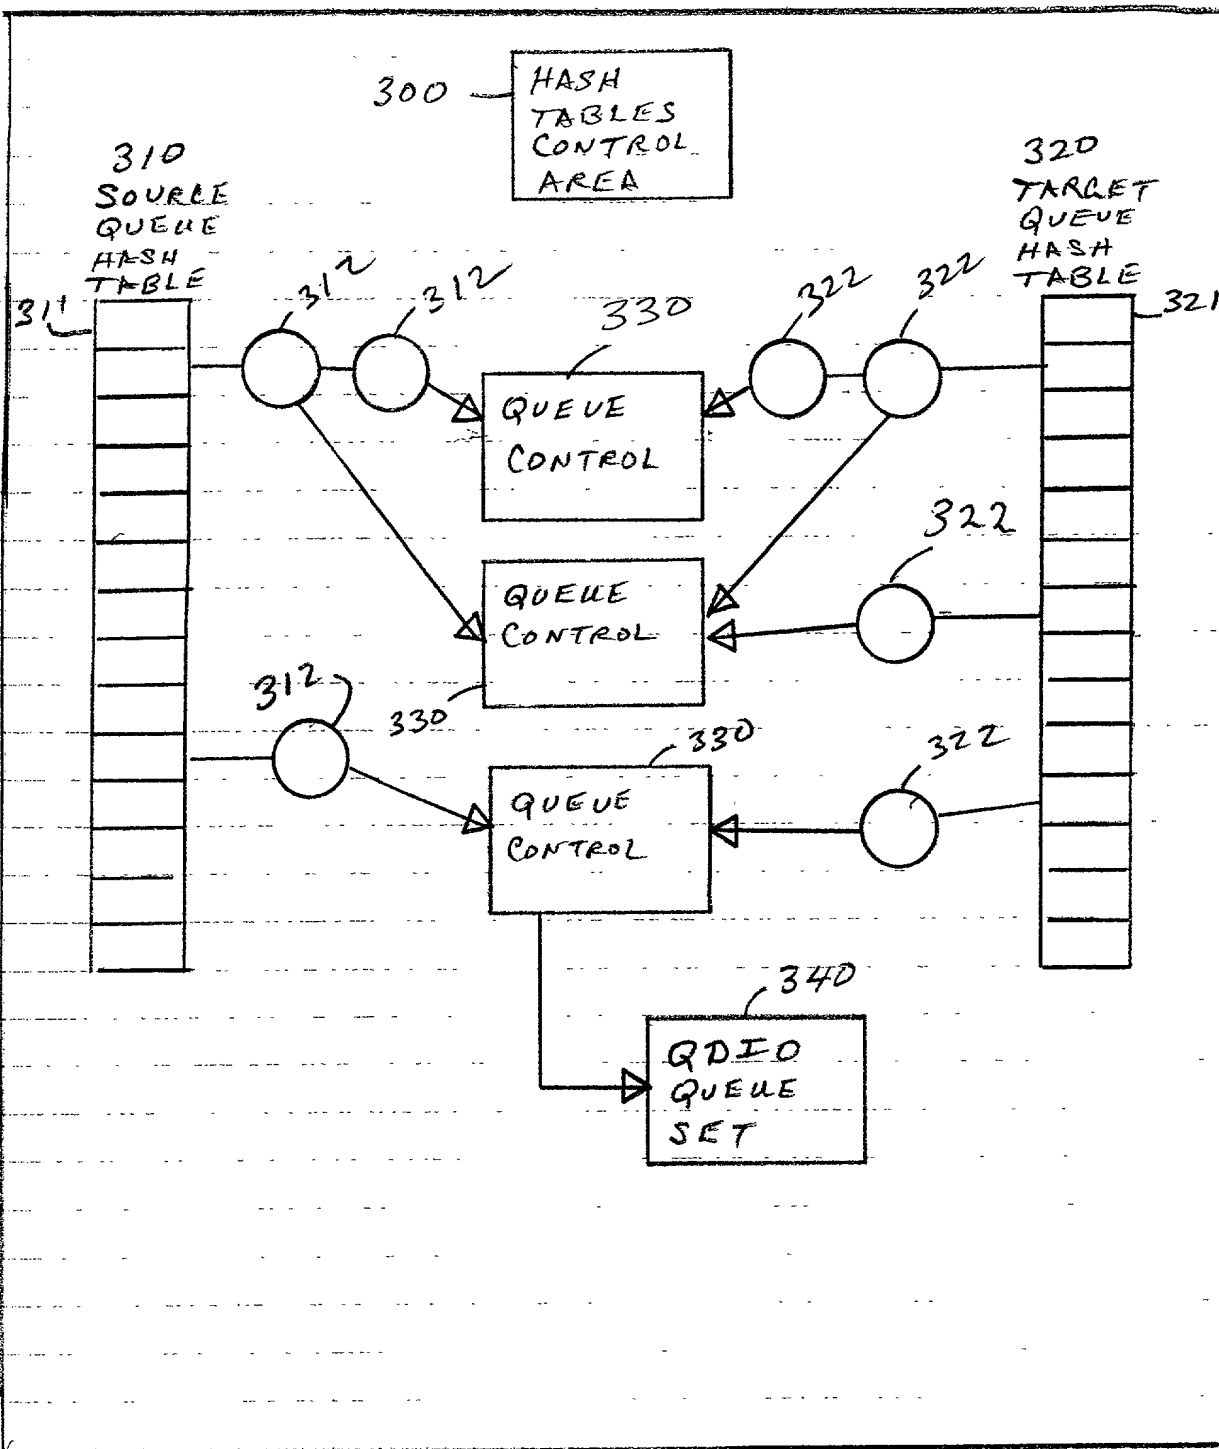 300
HASH
TABLES
CONTROL
AREA
310
SOURCE
QUEUE
HASH
TABLE
320
TARGET
QUEUE
HASH
TABLE
311
312
312
330
322
322
321
QUEUE
CONTROL
322
QUEUE
CONTROL
312
330
330
322
QUEUE
CONTROL
340
QDIO
QUEUE
SET